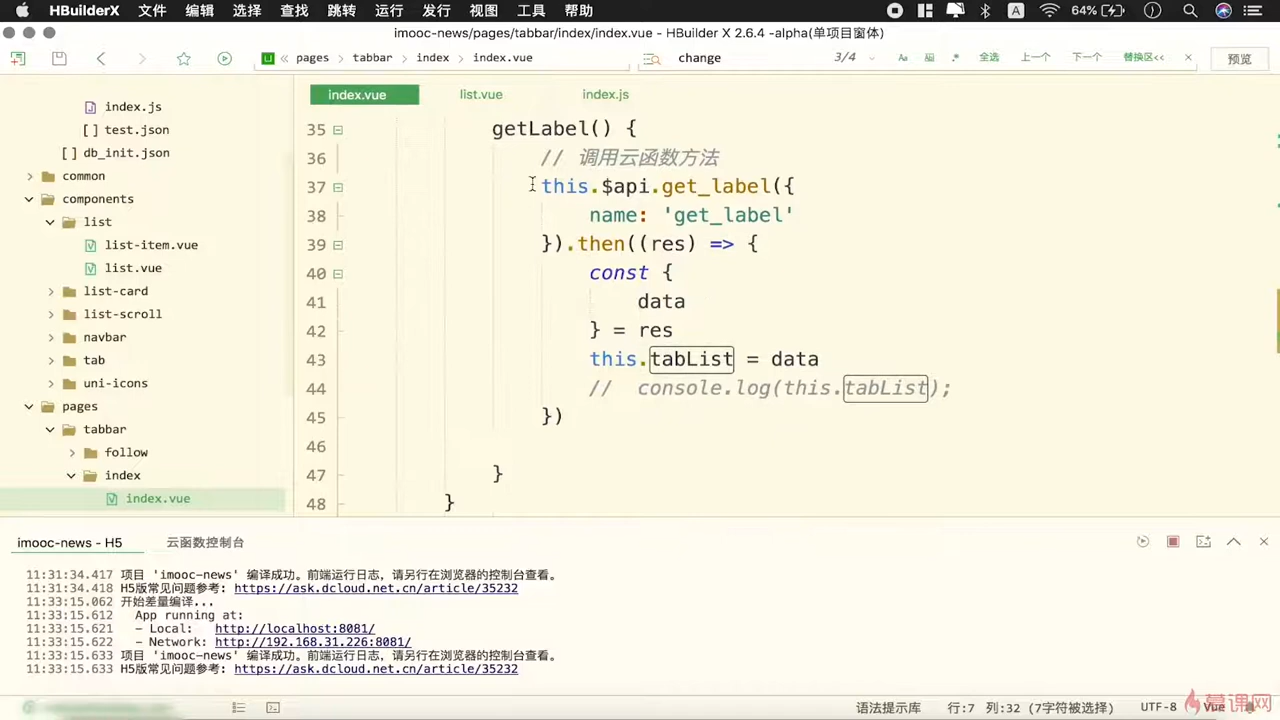 HBuilderX 文件 编辑 选择 查找 跳转 运行 发行 视图 工具 帮助 64%
imooc-news/pages/tabbar/index/index.vue - HBuilder X 2.6.4 -alpha(单项目窗体)
pages tabbar index index.vue change 3/4 全选 上一个 下一个 替换区<< 预览
index.vue list.vue index.js
index.js
test.json
db_init.json
common
components
list
list-item.vue
list.vue
list-card
list-scroll
navbar
tab
uni-icons
pages
tabbar
follow
index
index.vue
35 getLabel() {
36 // 调用云函数方法
37 this.$api.get_label({
38 name: 'get_label'
39 }).then((res) => {
40 const {
41 data
42 } = res
43 this.tabList = data
44 // console.log(this.tabList);
45 })
46
47 }
48 }
imooc-news - H5 云函数控制台
11:31:34.417 项目 'imooc-news' 编译成功。前端运行日志，请另行在浏览器的控制台查看。
11:31:34.418 H5版常见问题参考: https://ask.dcloud.net.cn/article/35232
11:33:15.062 开始差量编译...
11:33:15.612 App running at:
11:33:15.621 - Local: http://localhost:8081/
11:33:15.622 - Network: http://192.168.31.226:8081/
11:33:15.633 项目 'imooc-news' 编译成功。前端运行日志，请另行在浏览器的控制台查看。
11:33:15.633 H5版常见问题参考: https://ask.dcloud.net.cn/article/35232
语法提示库 行:7 列:32 (7字符被选择) UTF-8 Vue
慕课网